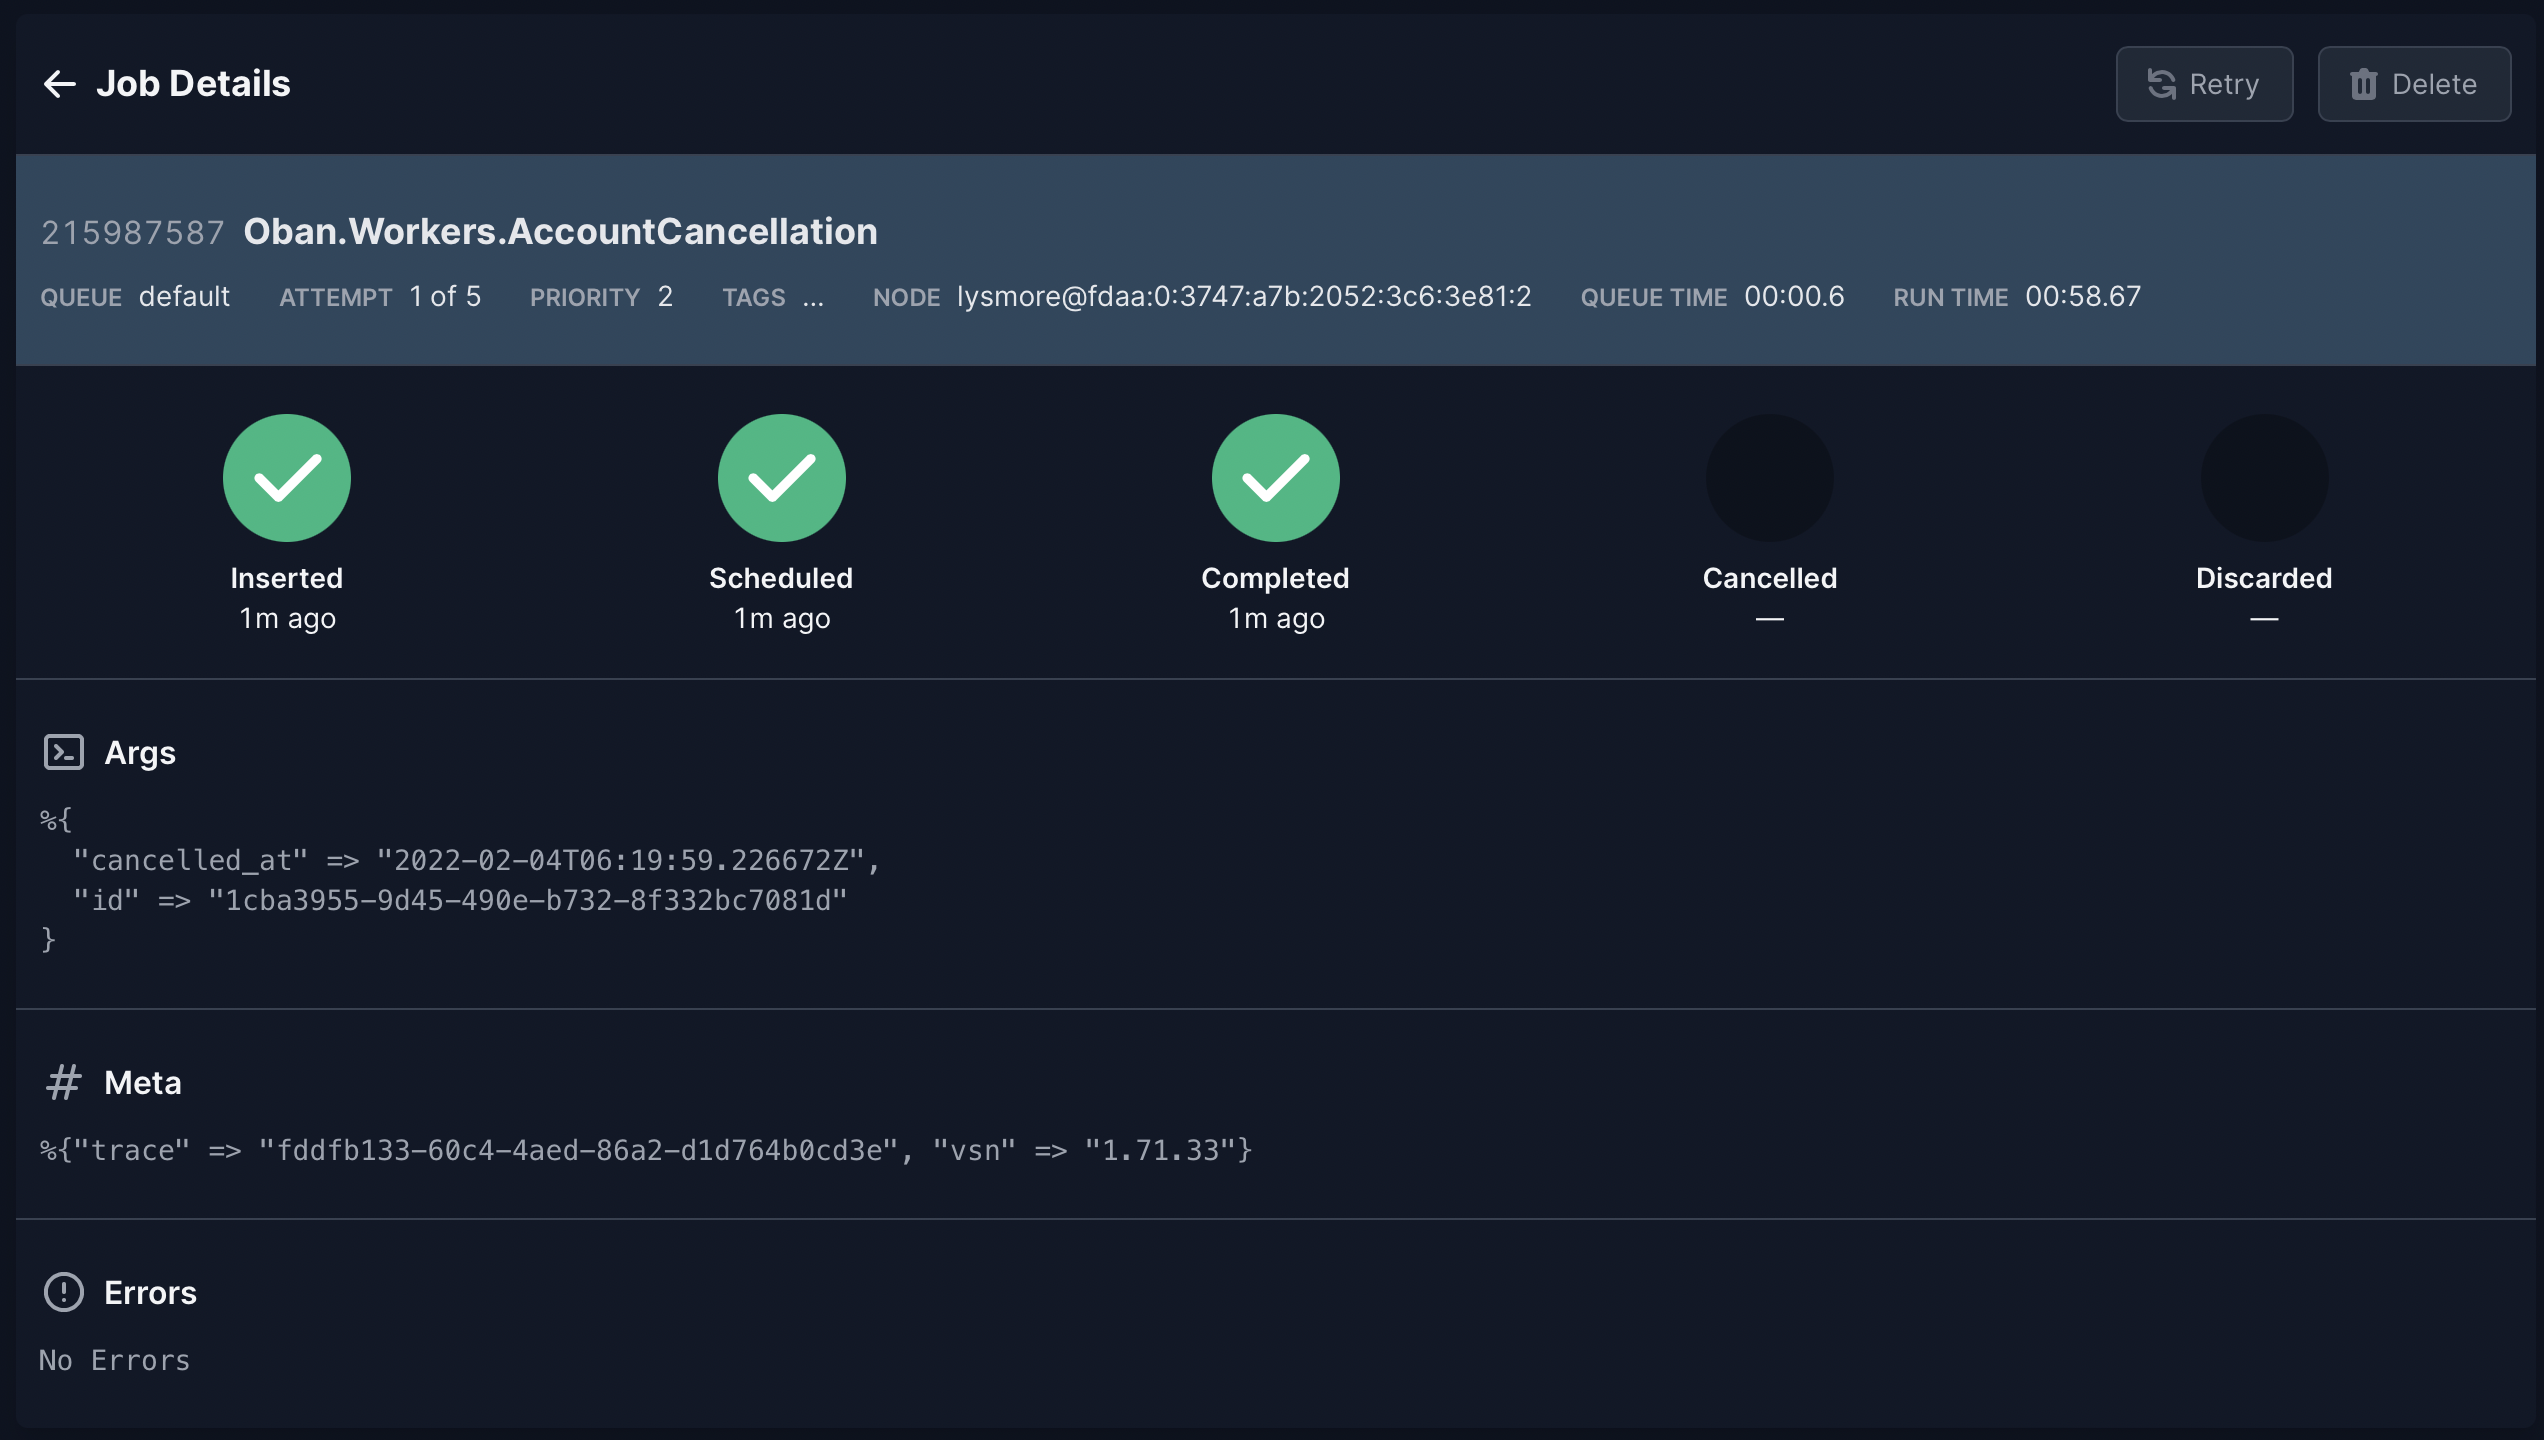 Job Details
Retry
Delete
215987587 Oban.Workers.AccountCancellation
QUEUE default ATTEMPT 1 of 5 PRIORITY 2 TAGS ... NODE lysmore@fdaa:0:3747:a7b:2052:3c6:3e81:2 QUEUE TIME 00:00.6 RUN TIME 00:58.67
Inserted
1m ago
Scheduled
1m ago
Completed
1m ago
Cancelled
—
Discarded
—
Args
%{
  "cancelled_at" => "2022-02-04T06:19:59.226672Z",
  "id" => "1cba3955-9d45-490e-b732-8f332bc7081d"
}
# Meta
%{"trace" => "fddfb133-60c4-4aed-86a2-d1d764b0cd3e", "vsn" => "1.71.33"}
Errors
No Errors